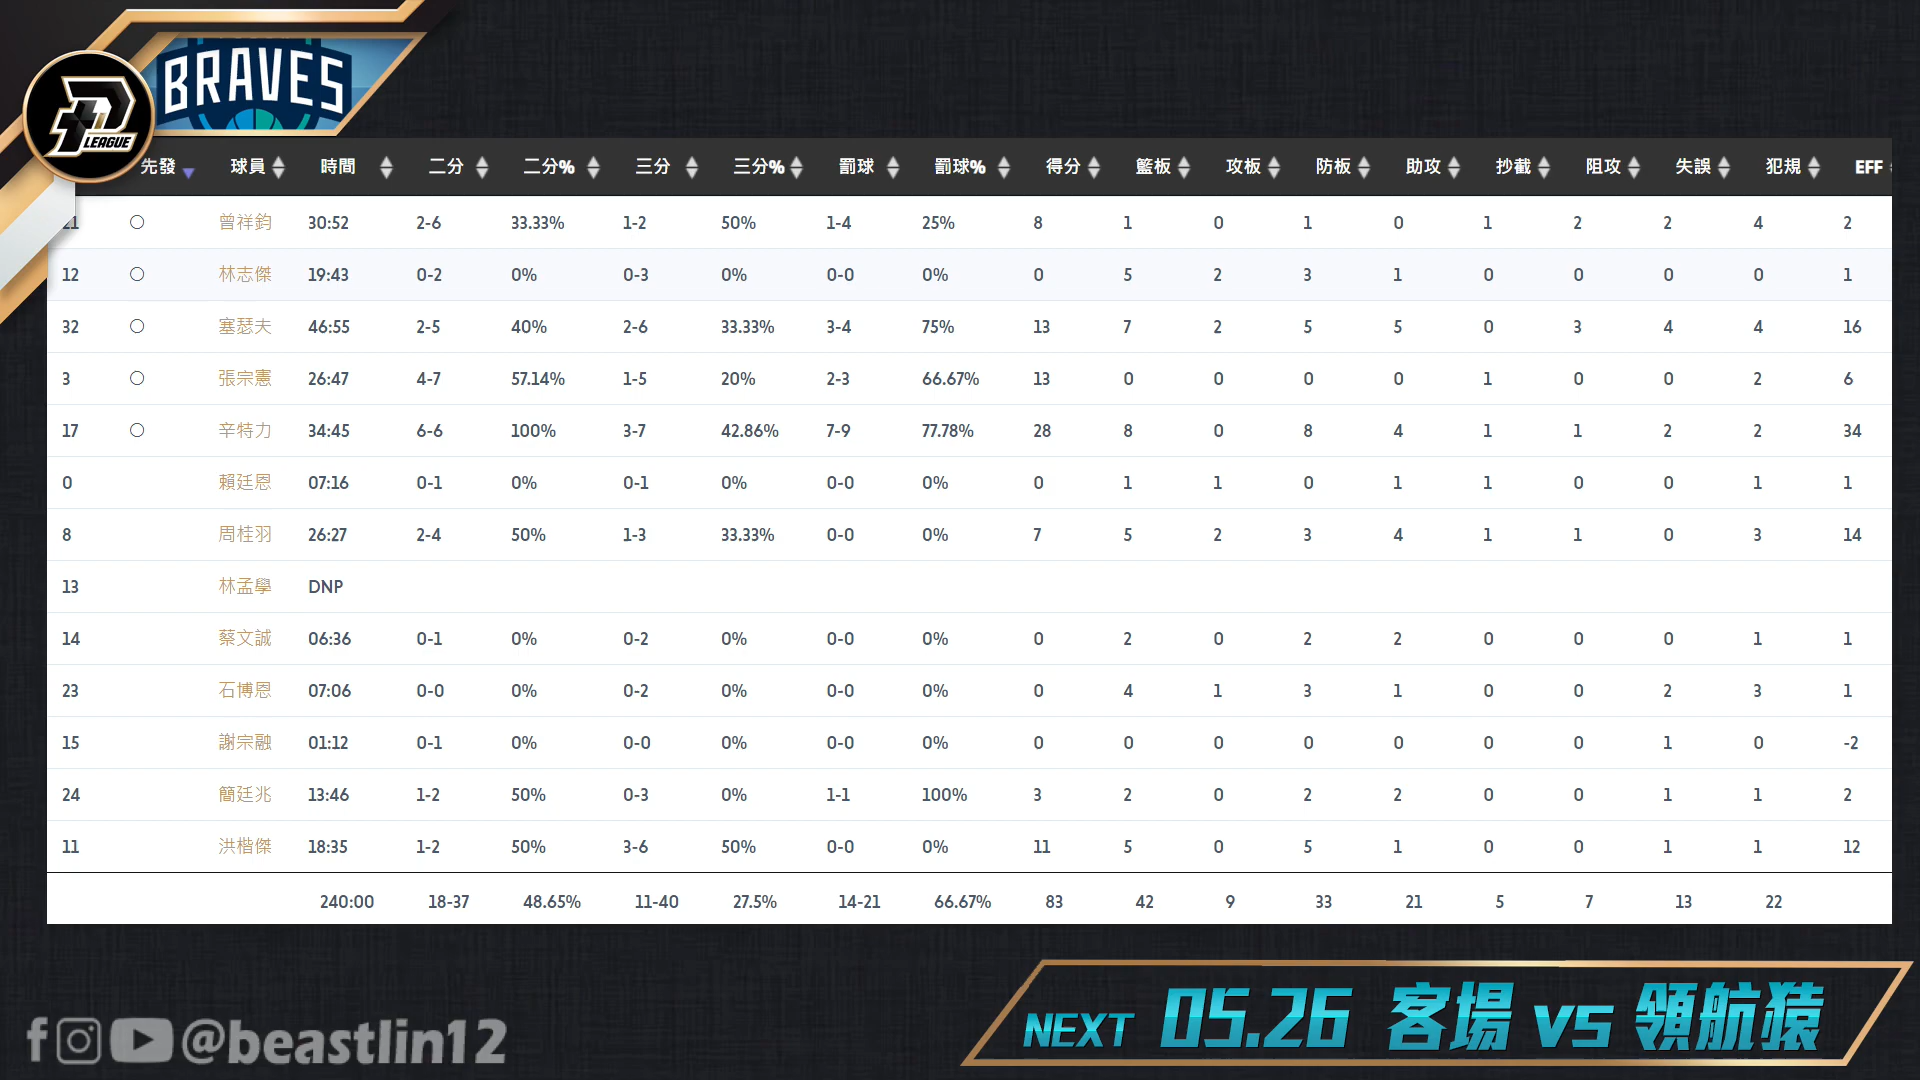 BRAVES
P LEAGUE
先發 球員 時間 二分 二分% 三分 三分% 罰球 罰球% 得分 籃板 攻板 防板 助攻 抄截 阻攻 失誤 犯規 EFF
21 ○ 曾祥鈞 30:52 2-6 33.33% 1-2 50% 1-4 25% 8 1 0 1 0 1 2 2 4 2
12 ○ 林志傑 19:43 0-2 0% 0-3 0% 0-0 0% 0 5 2 3 1 0 0 0 0 1
32 ○ 塞瑟夫 46:55 2-5 40% 2-6 33.33% 3-4 75% 13 7 2 5 5 0 3 4 4 16
3 ○ 張宗憲 26:47 4-7 57.14% 1-5 20% 2-3 66.67% 13 0 0 0 0 1 0 0 2 6
17 ○ 辛特力 34:45 6-6 100% 3-7 42.86% 7-9 77.78% 28 8 0 8 4 1 1 2 2 34
0 賴廷恩 07:16 0-1 0% 0-1 0% 0-0 0% 0 1 1 0 1 1 0 0 1 1
8 周桂羽 26:27 2-4 50% 1-3 33.33% 0-0 0% 7 5 2 3 4 1 1 0 3 14
13 林孟學 DNP
14 蔡文誠 06:36 0-1 0% 0-2 0% 0-0 0% 0 2 0 2 2 0 0 0 1 1
23 石博恩 07:06 0-0 0% 0-2 0% 0-0 0% 0 4 1 3 1 0 0 2 3 1
15 謝宗融 01:12 0-1 0% 0-0 0% 0-0 0% 0 0 0 0 0 0 0 1 0 -2
24 簡廷兆 13:46 1-2 50% 0-3 0% 1-1 100% 3 2 0 2 2 0 0 1 1 2
11 洪楷傑 18:35 1-2 50% 3-6 50% 0-0 0% 11 5 0 5 1 0 0 1 1 12
240:00 18-37 48.65% 11-40 27.5% 14-21 66.67% 83 42 9 33 21 5 7 13 22
NEXT 05.26 客場 vs 領航猿
@beastlin12